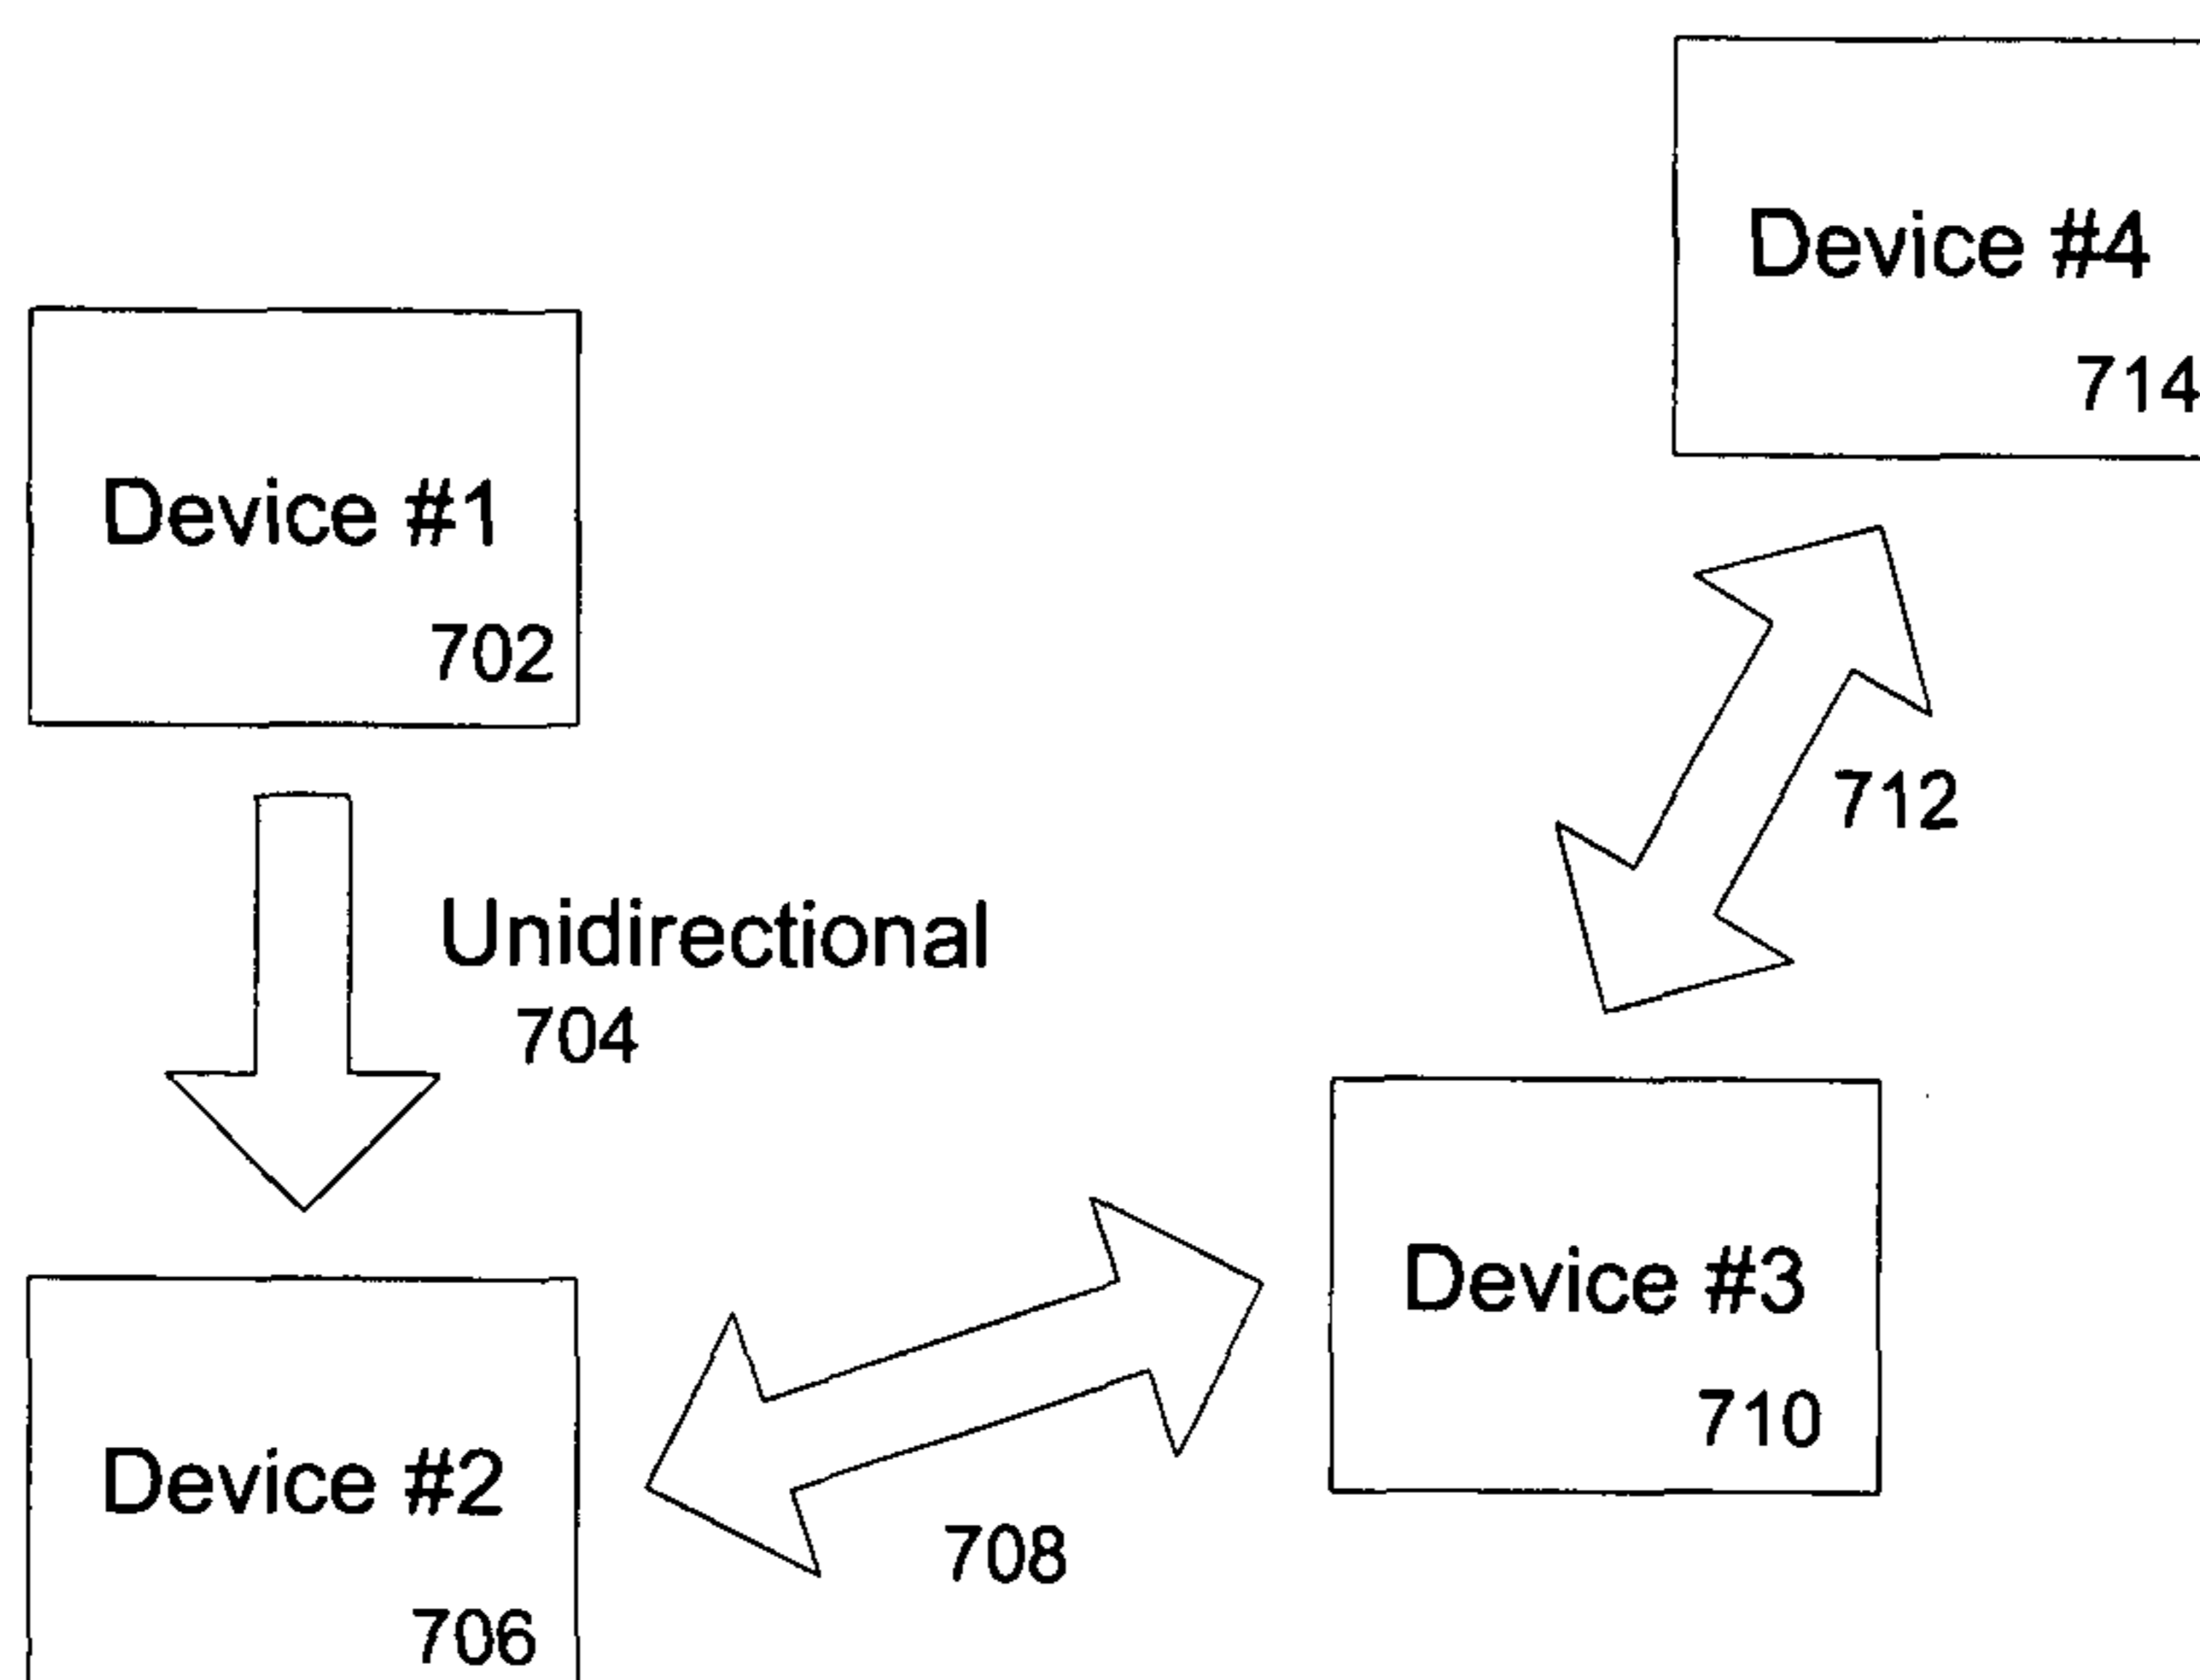 Device #4
714
Device #1
702
712
Unidirectional
704
Device #3
710
Device #2
708
706